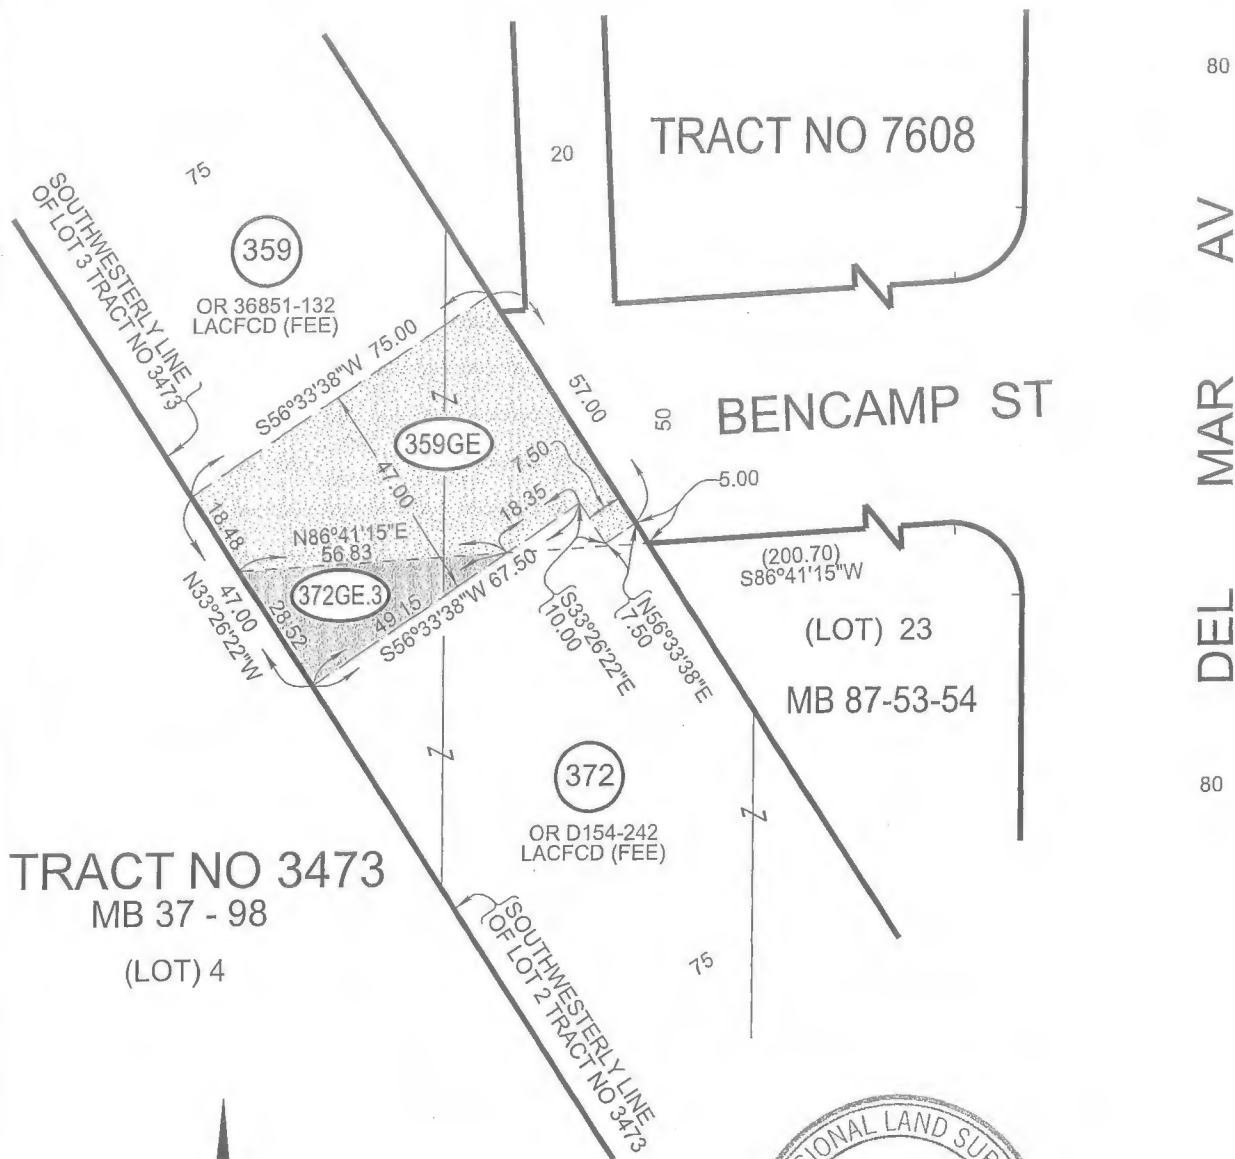 80
TRACT NO 7608
20
75
SOUTHWESTERLY LINE
OF LOT 3 TRACT NO 3473
359
OR 36851-132
LACFCD (FEE)
AV
S56°33'38"W 75.00
57.00
50
BENCAMP ST
MAR
Z
359GE
47.00
7.50
5.00
18.35
18.48
N86°41'15"E
56.83
(200.70)
S86°41'15"W
372GE.3
47.00
N33°26'22"W
28.52
49.15
S56°33'38"W 67.50
S33°26'22"E
10.00
N56°33'38"E
7.50
(LOT) 23
MB 87-53-54
DEL
Z
372
OR D154-242
LACFCD (FEE)
Z
80
TRACT NO 3473
MB 37 - 98
(LOT) 4
SOUTHWESTERLY LINE
OF LOT 2 TRACT NO 3473
75
SIONAL LAND SUR